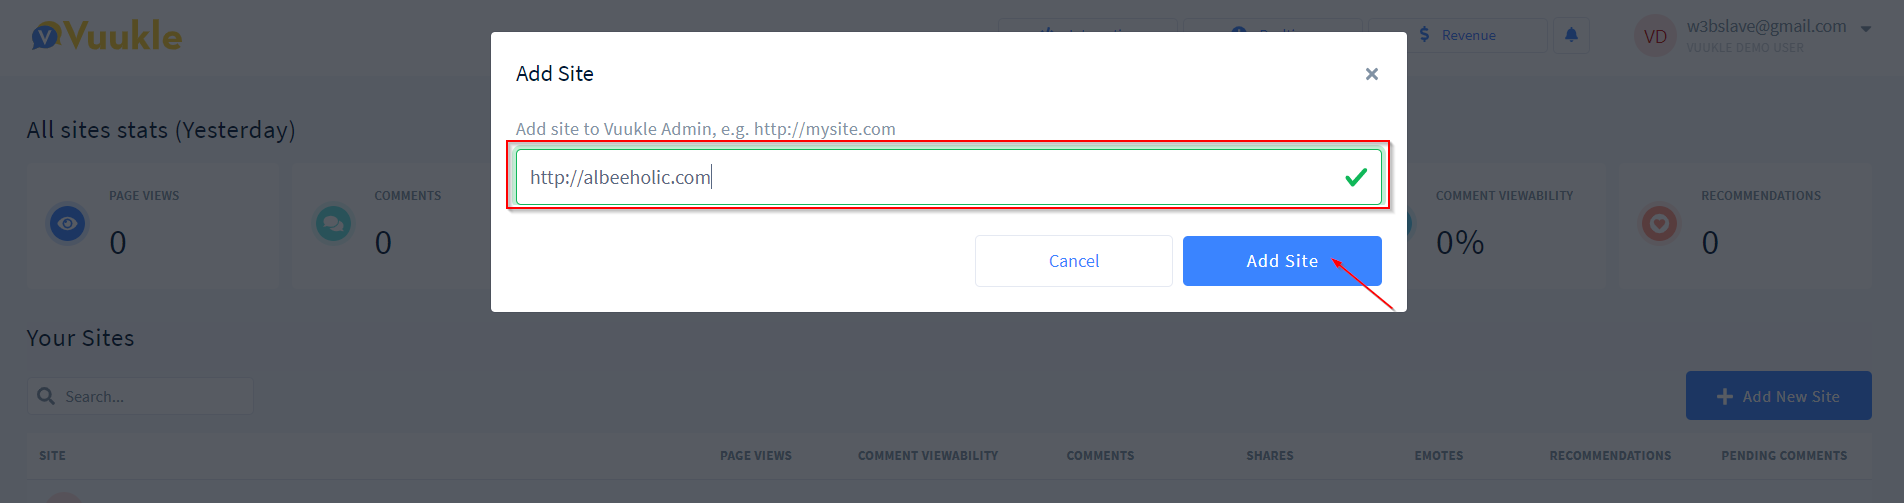 Vuukle
Revenue
VD
w3bslave@gmail.com
VUUKLE DEMO USER
Add Site
Add site to Vuukle Admin, e.g. http://mysite.com
http://albeeholic.com
Cancel
Add Site
All sites stats (Yesterday)
PAGE VIEWS
0
COMMENTS
0
COMMENT VIEWABILITY
0%
RECOMMENDATIONS
0
Your Sites
Search...
Add New Site
SITE PAGE VIEWS COMMENT VIEWABILITY COMMENTS SHARES EMOTES RECOMMENDATIONS PENDING COMMENTS